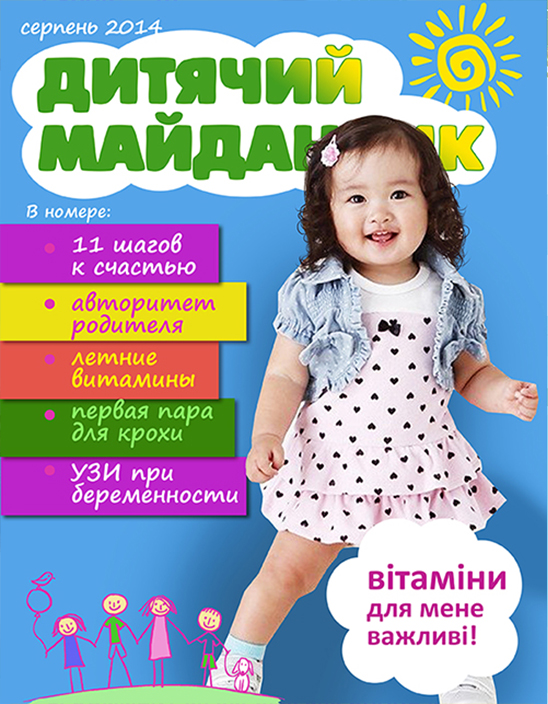 серпень 2014
ДИТЯЧИЙ
МАЙДАН ИК
В номере:
11 шагов
к счастью
авторитет
родителя
летние
витамины
первая пара
для крохи
УЗИ при
беременности
вітаміни
для мене
важливі!